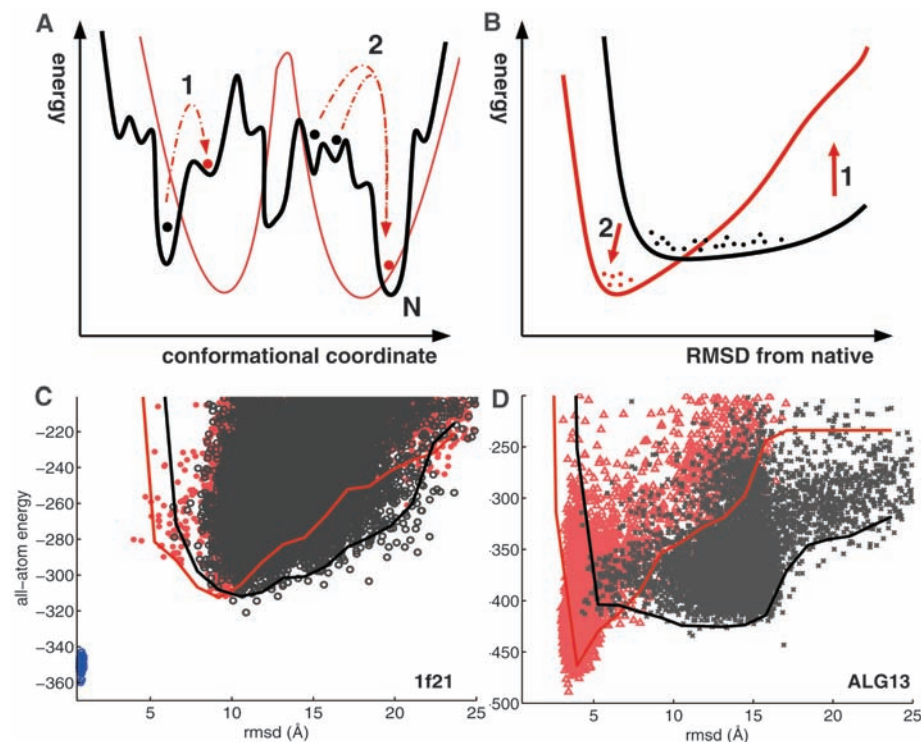 A
energy
1
2
N
conformational coordinate
B
energy
1
2
RMSD from native
C
all-atom energy
-220
-240
-260
-280
-300
-320
-340
-360
5
10
15
20
25
rmsd (Å)
1f21
D
-250
-300
-350
-400
-450
-500
5
10
15
20
25
rmsd (Å)
ALG13